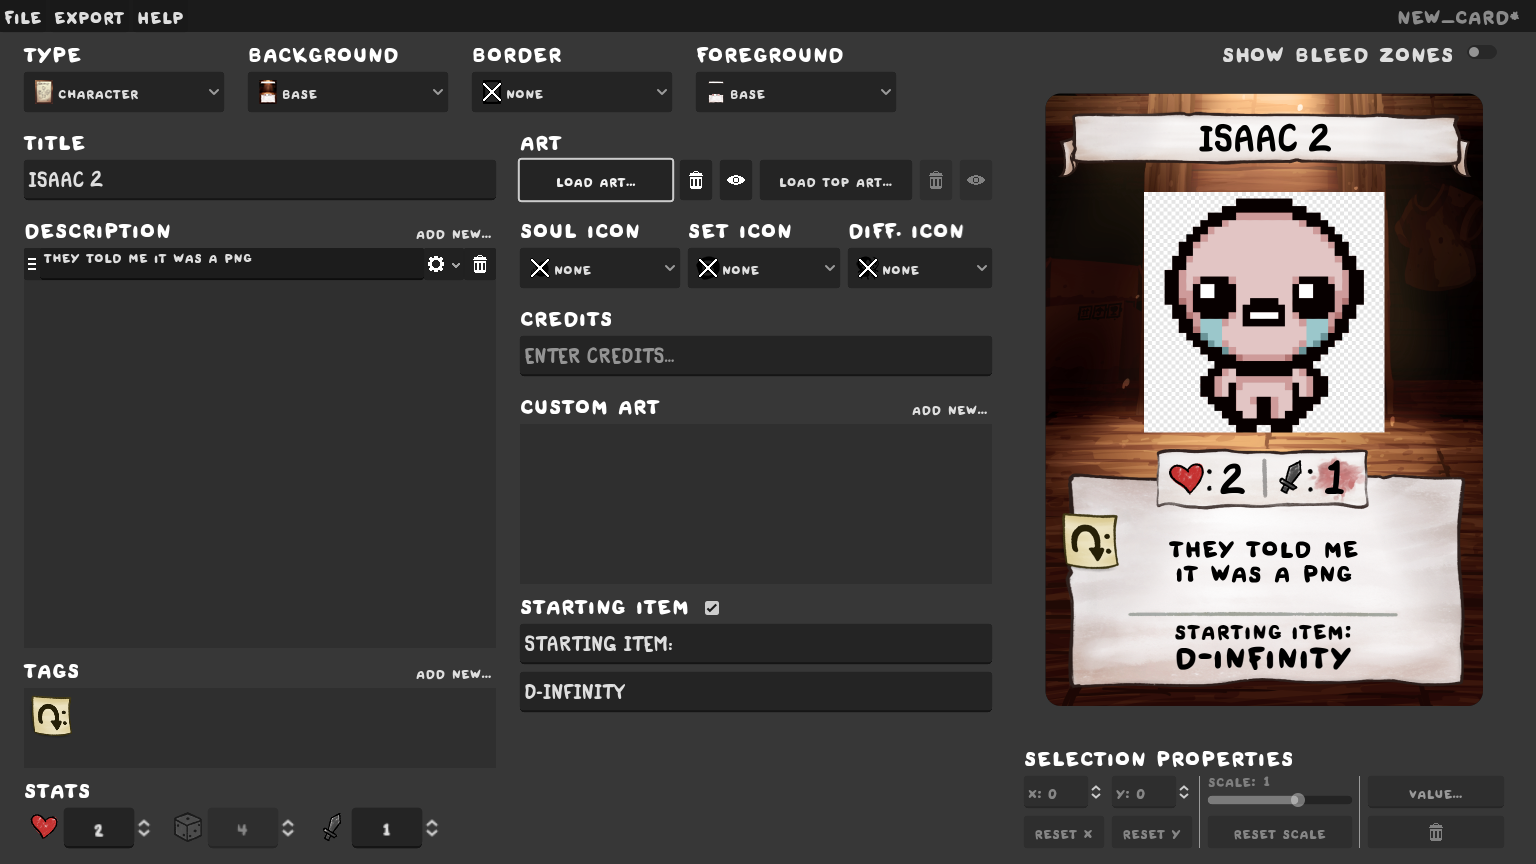 FILE EXPORT HELP
NEW_CARD*
TYPE BACKGROUND BORDER FOREGROUND
SHOW BLEED ZONES
CHARACTER BASE NONE BASE
TITLE
ISAAC 2
ART
LOAD ART... LOAD TOP ART...
DESCRIPTION ADD NEW...
THEY TOLD ME IT WAS A PNG
SOUL ICON SET ICON DIFF. ICON
NONE NONE NONE
CREDITS
ENTER CREDITS...
CUSTOM ART ADD NEW...
STARTING ITEM
STARTING ITEM:
D-INFINITY
TAGS ADD NEW...
STATS
2 4 1
ISAAC 2
: 2 : 1
THEY TOLD ME
IT WAS A PNG
STARTING ITEM:
D-INFINITY
SELECTION PROPERTIES
X: 0 Y: 0 SCALE: 1 VALUE...
RESET X RESET Y RESET SCALE